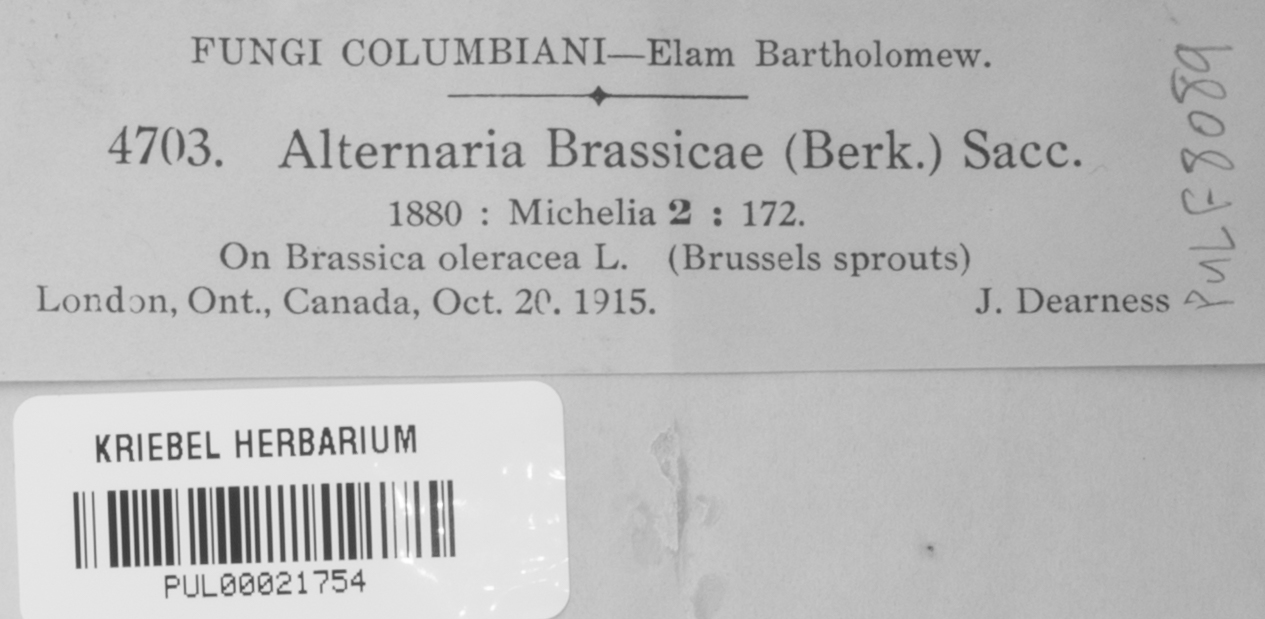 FUNGI COLUMBIANI—Elam Bartholomew.
4703. Alternaria Brassicae (Berk.) Sacc.
1880 : Michelia 2 : 172.
On Brassica oleracea L. (Brussels sprouts)
London, Ont., Canada, Oct. 20. 1915. J. Dearness
PUL F8089
KRIEBEL HERBARIUM
PUL00021754